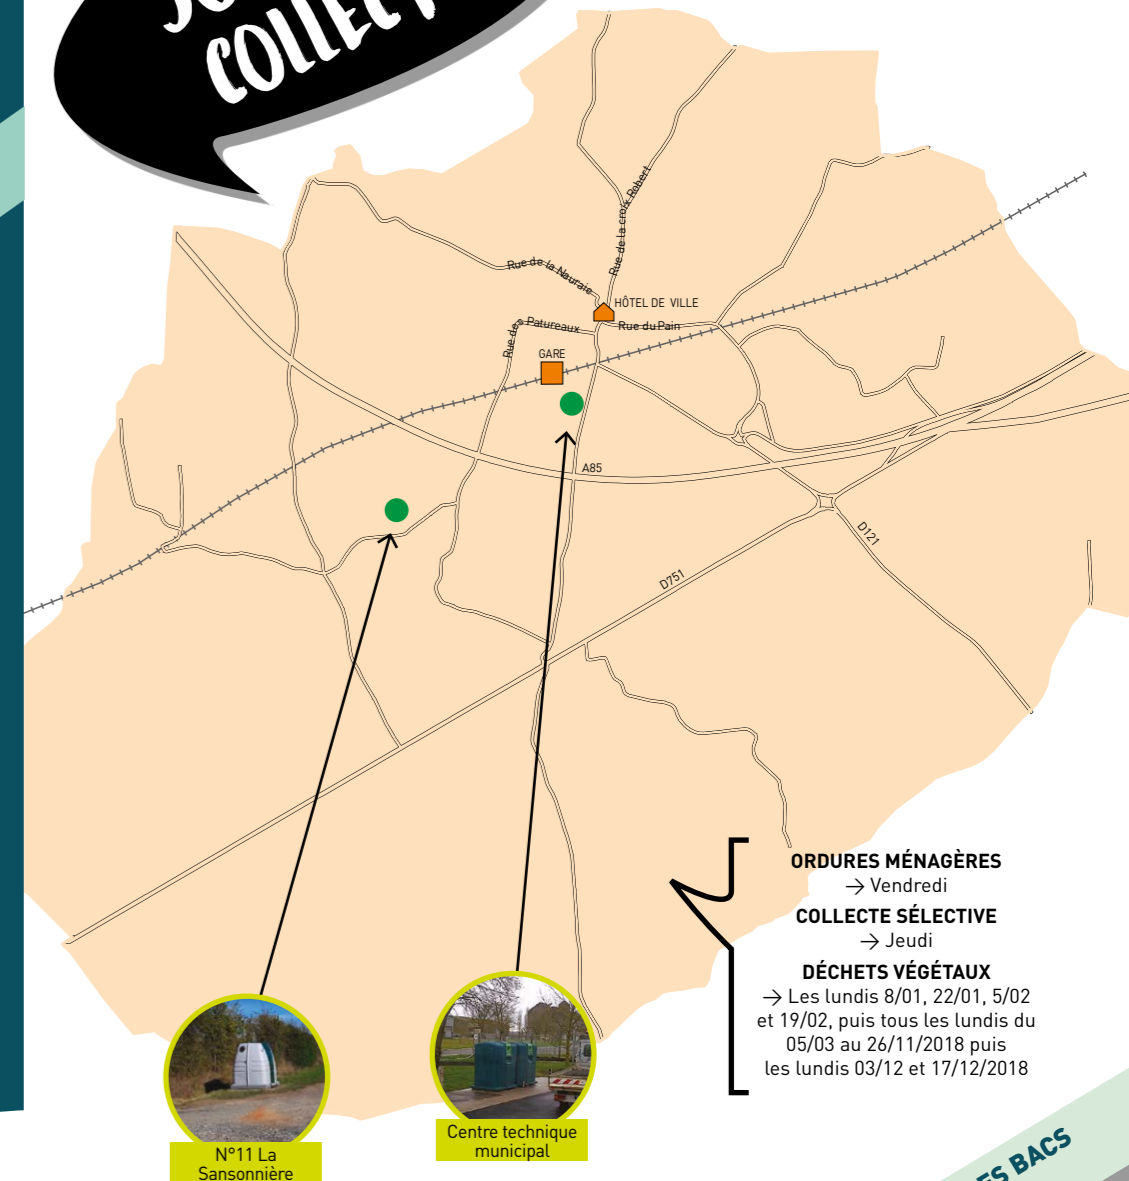 COLLECT
Rue de la croix Robert
Rue de la Nauraie
HÔTEL DE VILLE
Rue des Patureaux
Rue du Pain
GARE
A85
D121
D751
ORDURES MÉNAGÈRES
→ Vendredi
COLLECTE SÉLECTIVE
→ Jeudi
DÉCHETS VÉGÉTAUX
→ Les lundis 8/01, 22/01, 5/02
et 19/02, puis tous les lundis du
05/03 au 26/11/2018 puis
les lundis 03/12 et 17/12/2018
Centre technique
municipal
N°11 La
Sansonnière
ES BACS